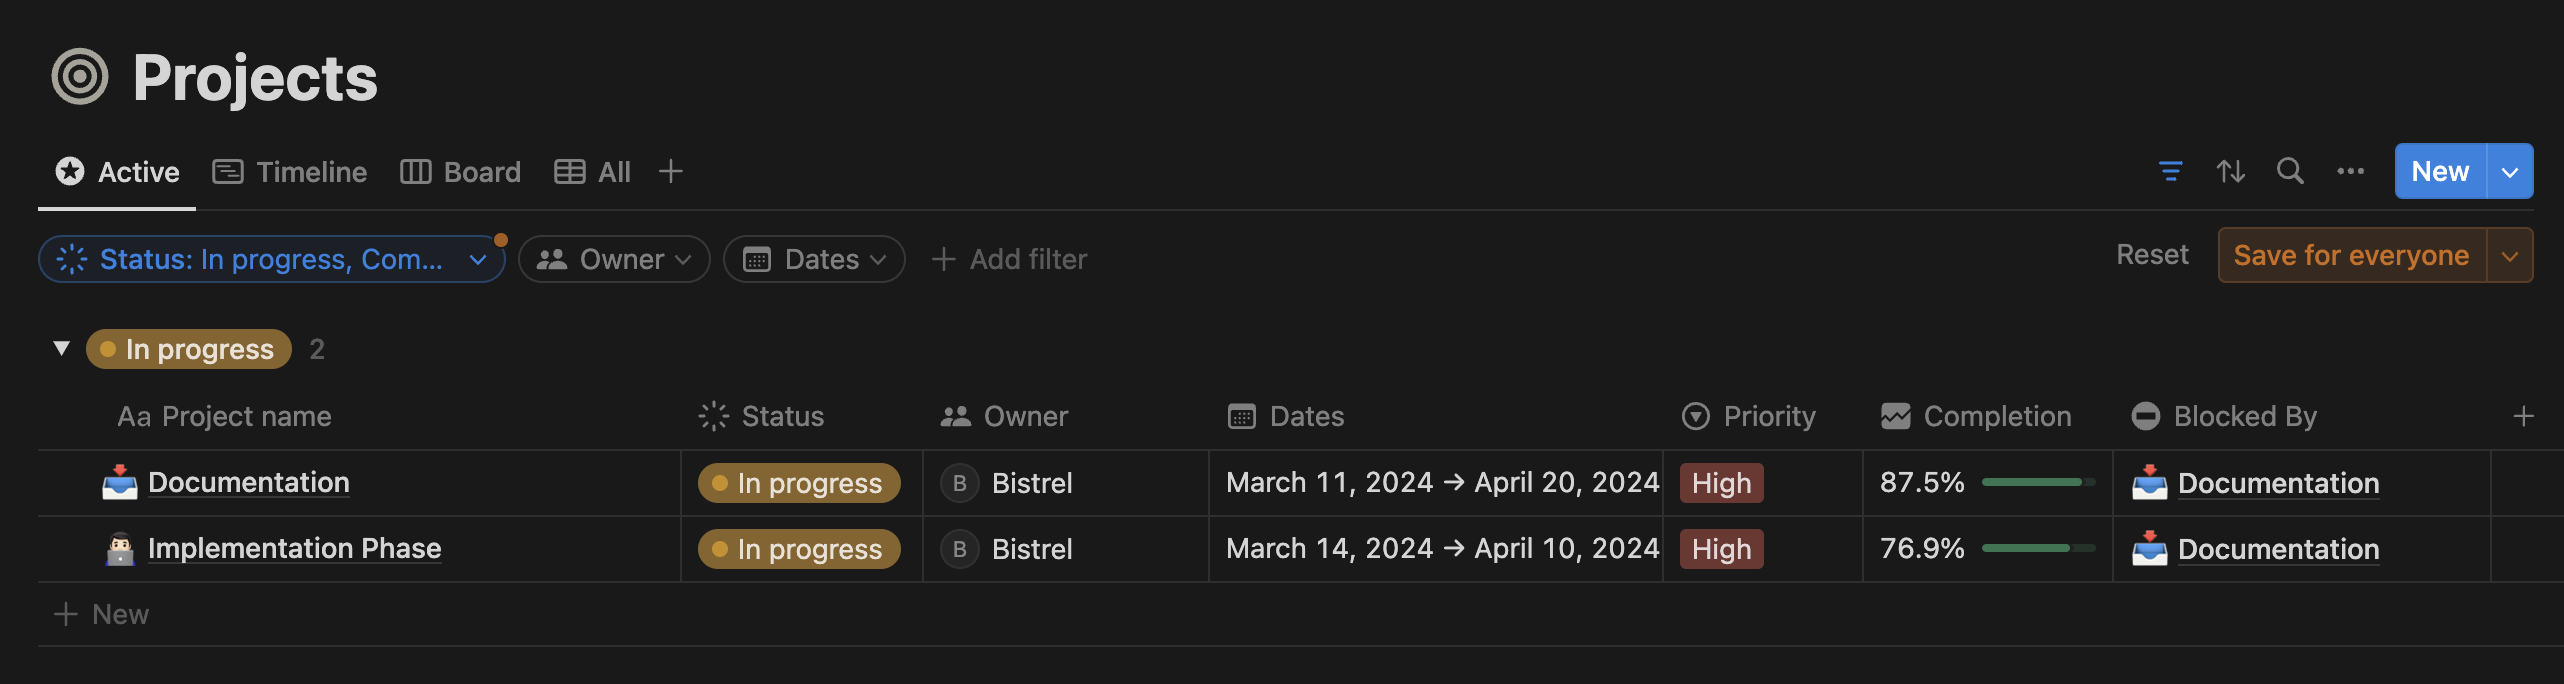 Projects
Active Timeline Board All
New
Status: In progress, Com... Owner Dates Add filter
Reset Save for everyone
In progress 2
Aa Project name Status Owner Dates Priority Completion Blocked By
Documentation In progress B Bistrel March 11, 2024 → April 20, 2024 High 87.5% Documentation
Implementation Phase In progress B Bistrel March 14, 2024 → April 10, 2024 High 76.9% Documentation
New